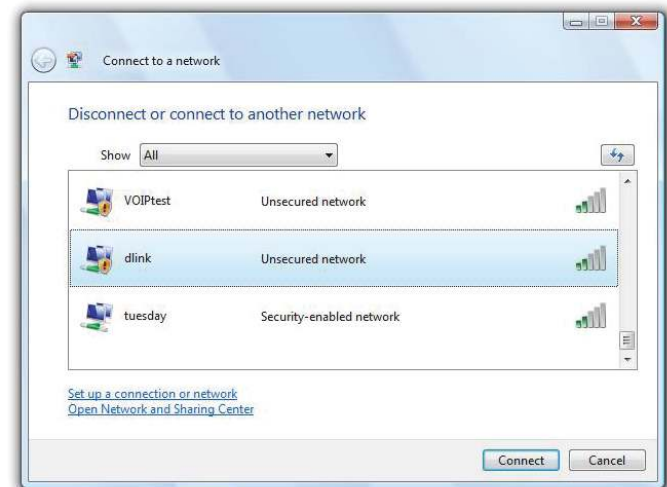 Connect to a network
Disconnect or connect to another network
Show All
VOIPtest Unsecured network
dlink Unsecured network
tuesday Security-enabled network
Set up a connection or network
Open Network and Sharing Center
Connect Cancel